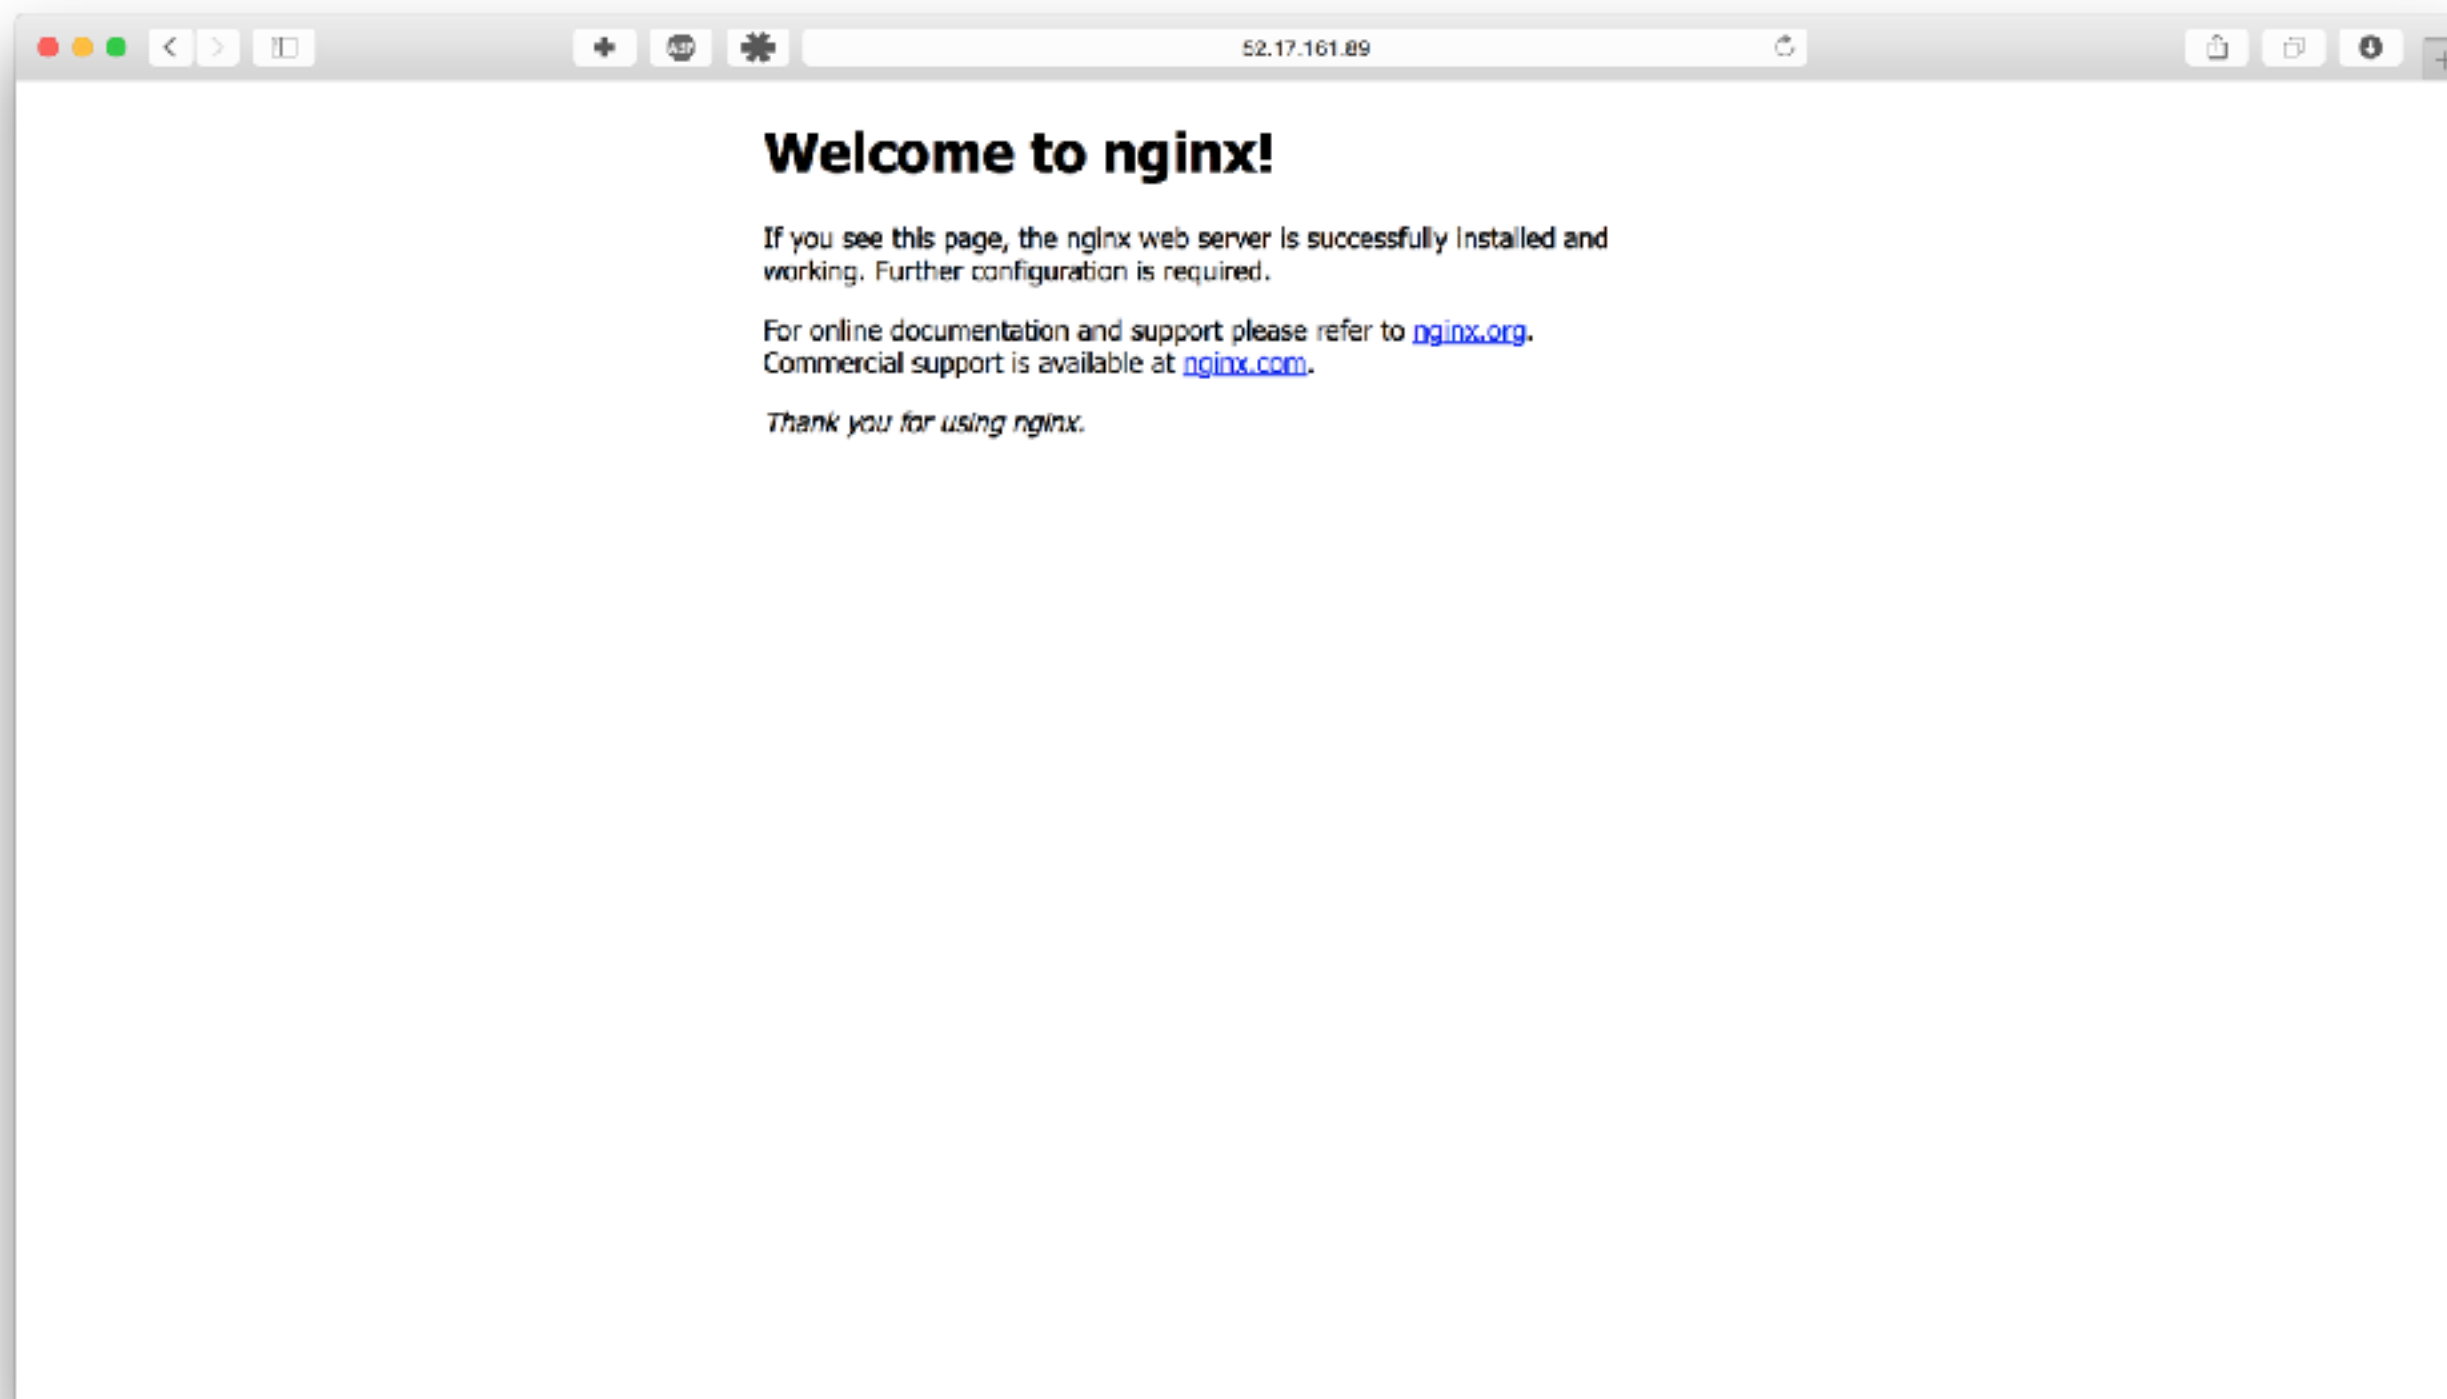 ABP
52.17.161.89
Welcome to nginx!
If you see this page, the nginx web server is successfully installed and
working. Further configuration is required.
For online documentation and support please refer to nginx.org.
Commercial support is available at nginx.com.
Thank you for using nginx.